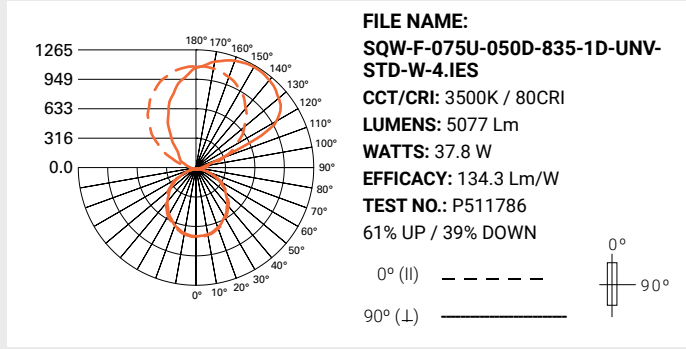 1265
949
633
316
0.0
180° 170° 160° 150° 140° 130° 120° 110° 100° 90° 80° 70° 60° 50° 40° 30° 20° 10° 0°
FILE NAME:
SQW-F-075U-050D-835-1D-UNV-
STD-W-4.IES
CCT/CRI: 3500K / 80CRI
LUMENS: 5077 Lm
WATTS: 37.8 W
EFFICACY: 134.3 Lm/W
TEST NO.: P511786
61% UP / 39% DOWN
0° (II)
90° (⊥)
0°
90°